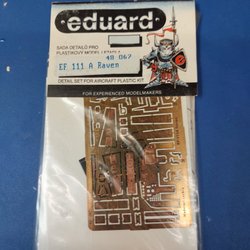 eduard
SADA DETAILŮ PRO
PLASTIKOVÝ MODEL LETADLA
48 067
EF 111 A Raven
DETAIL SET FOR AIRCRAFT PLASTIC KIT
FOR EXPERIENCED MODELMAKERS